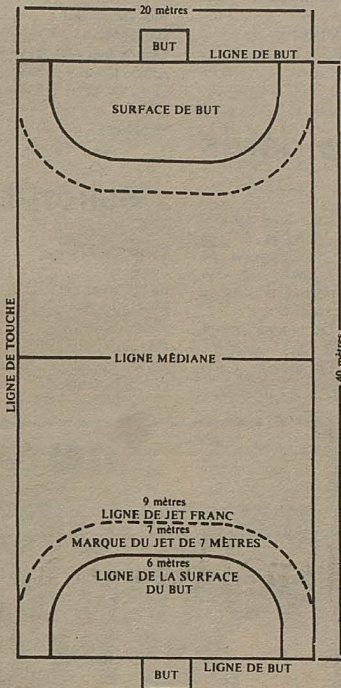 20 mètres
BUT
LIGNE DE BUT
SURFACE DE BUT
LIGNE DE TOUCHE
LIGNE MÉDIANE
40 mètres
9 mètres
LIGNE DE JET FRANC
7 mètres
MARQUE DU JET DE 7 MÈTRES
6 mètres
LIGNE DE LA SURFACE
DU BUT
BUT
LIGNE DE BUT